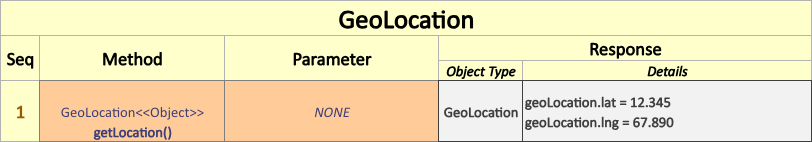 GeoLocation
Seq Method Parameter Response
Object Type Details
1 GeoLocation<<Object>> NONE GeoLocation geoLocation.lat = 12.345
getLocation() geoLocation.lng = 67.890